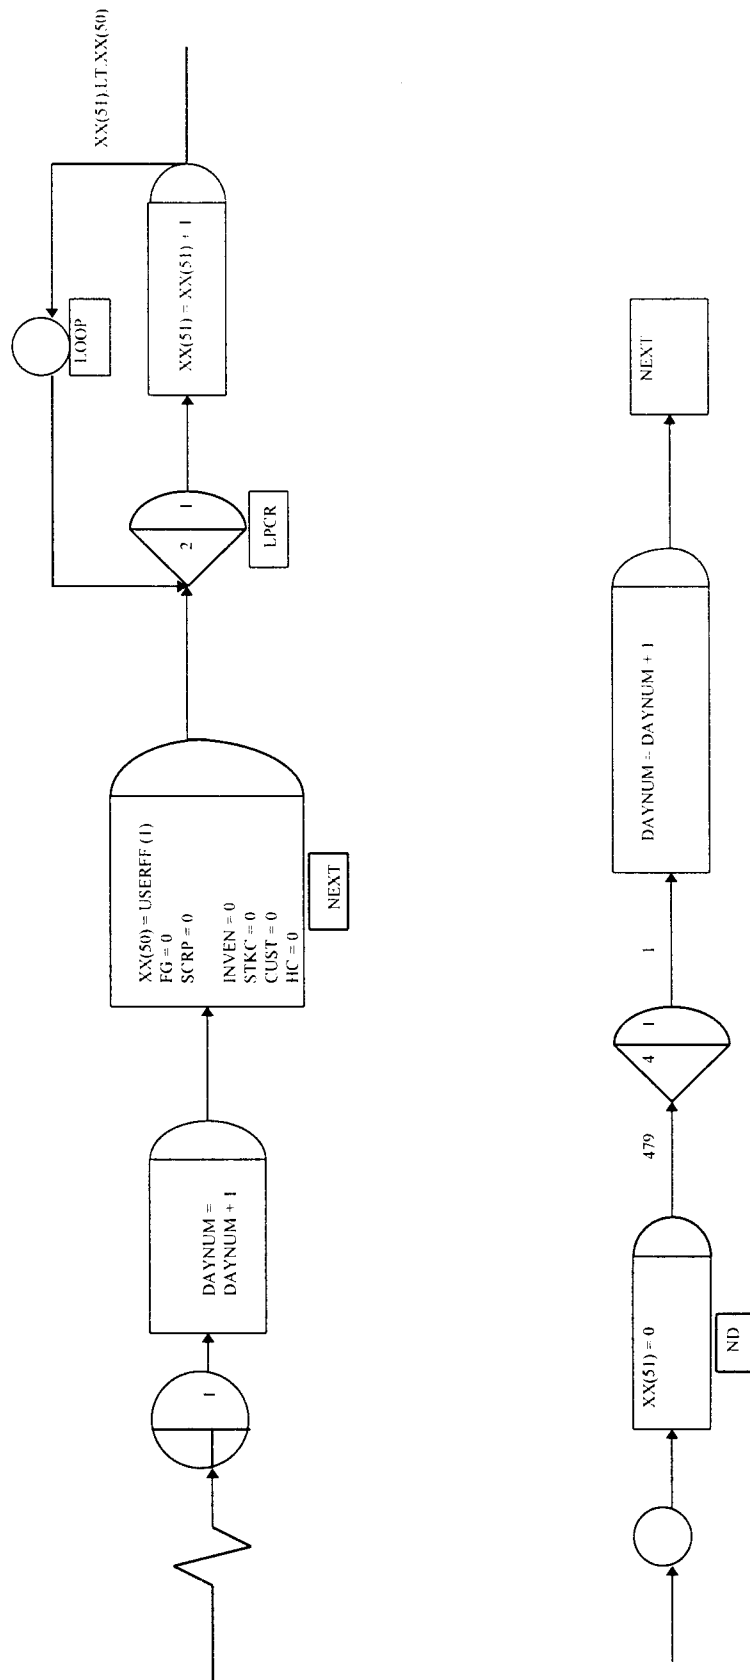 1
DAYNUM =
DAYNUM + 1
XX(50) = USERFF (1)
FG = 0
SCRP = 0
INVEN = 0
STKC = 0
CUST = 0
HC = 0
NEXT
2
1
LPCR
XX(51) = XX(51) + 1
LOOP
XX(51).LT.XX(50)
XX(51) = 0
ND
479
4
1
1
DAYNUM = DAYNUM + 1
NEXT